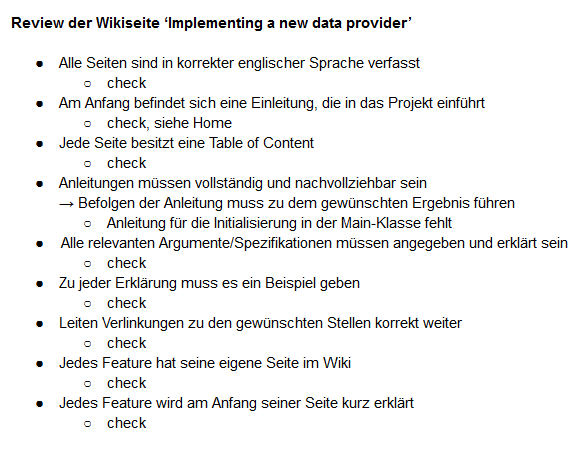 Review der Wikiseite ‘Implementing a new data provider’
● Alle Seiten sind in korrekter englischer Sprache verfasst
○ check
● Am Anfang befindet sich eine Einleitung, die in das Projekt einführt
○ check, siehe Home
● Jede Seite besitzt eine Table of Content
○ check
● Anleitungen müssen vollständig und nachvollziehbar sein
→ Befolgen der Anleitung muss zu dem gewünschten Ergebnis führen
○ Anleitung für die Initialisierung in der Main-Klasse fehlt
● Alle relevanten Argumente/Spezifikationen müssen angegeben und erklärt sein
○ check
● Zu jeder Erklärung muss es ein Beispiel geben
○ check
● Leiten Verlinkungen zu den gewünschten Stellen korrekt weiter
○ check
● Jedes Feature hat seine eigene Seite im Wiki
○ check
● Jedes Feature wird am Anfang seiner Seite kurz erklärt
○ check